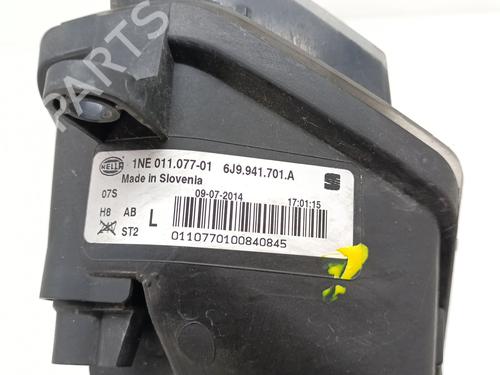 PARTS
HELLA 1NE 011.077-01 6J9.941.701.A
Made in Slovenia
07S 09-07-2014 17:01:15
H8 AB L
ST2
0110770100840845